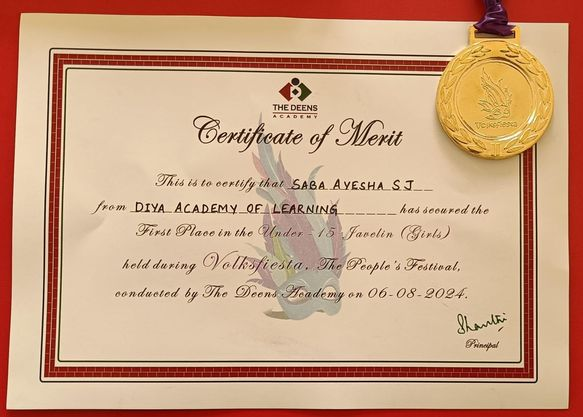 THE DEENS
ACADEMY
Certificate of Merit
This is to certify that SABA AYESHA S J
from DIYA ACADEMY OF LEARNING has secured the
First Place in the Under - 15 - Javelin (Girls)
held during Volksfiesta, The People's Festival,
conducted by The Deens Academy on 06-08-2024.
Shanthi
Principal
Volksfiesta